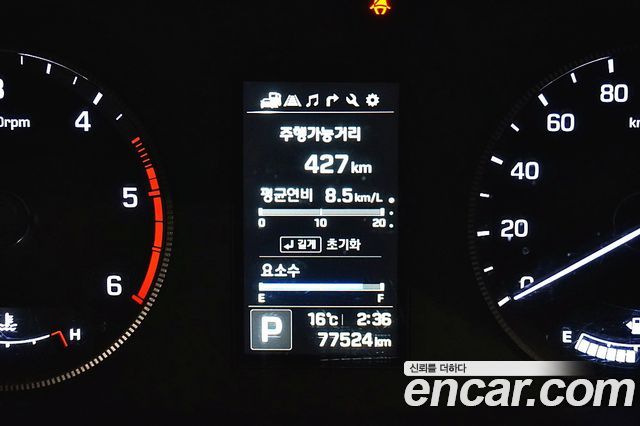 주행가능거리
427 km
평균연비 8.5 km/L
0 10 20
길게 초기화
요소수
E F
P 16℃ 2:36
77524 km
4
5
6
H
0
20
40
60
80
E
신뢰를 더하다
encar.com